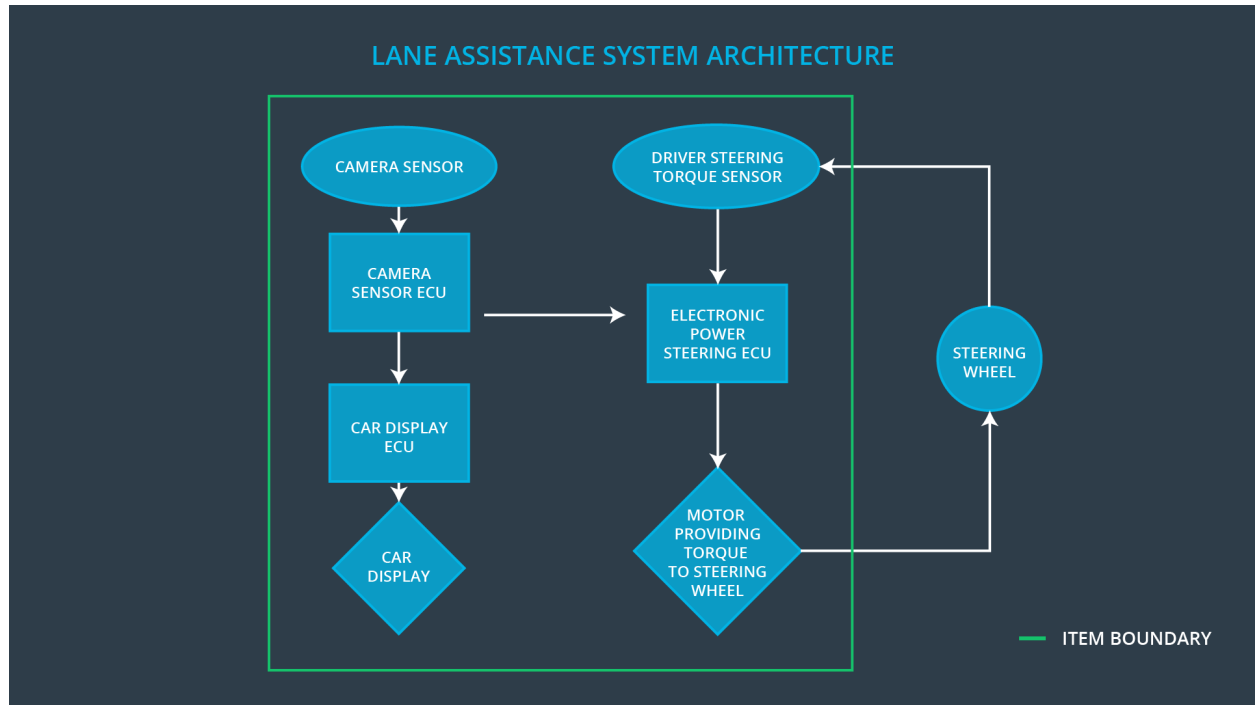 LANE ASSISTANCE SYSTEM ARCHITECTURE
CAMERA SENSOR
DRIVER STEERING
TORQUE SENSOR
CAMERA
SENSOR ECU
ELECTRONIC
POWER
STEERING ECU
STEERING
WHEEL
CAR DISPLAY
ECU
CAR
DISPLAY
MOTOR
PROVIDING
TORQUE
TO STEERING
WHEEL
ITEM BOUNDARY